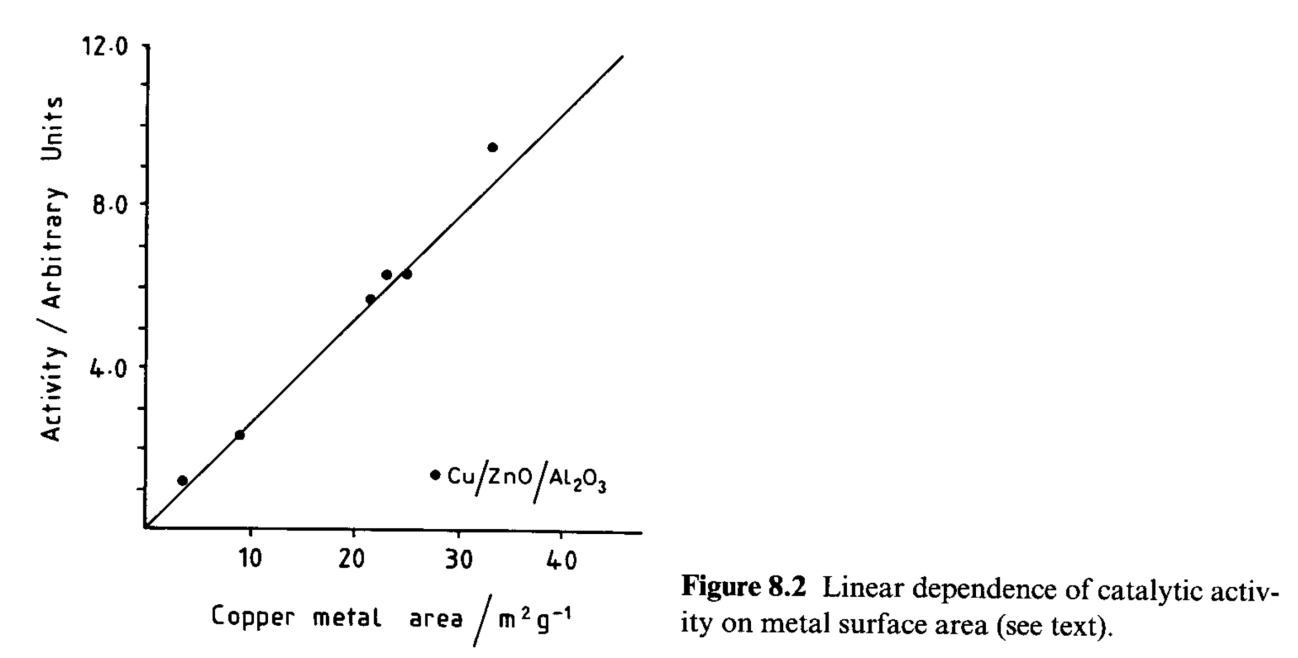 12.0
8.0
4.0
Activity / Arbitrary Units
● Cu/ZnO/Al₂O₃
10 20 30 40
Copper metal area / m² g⁻¹
Figure 8.2 Linear dependence of catalytic activ-
ity on metal surface area (see text).